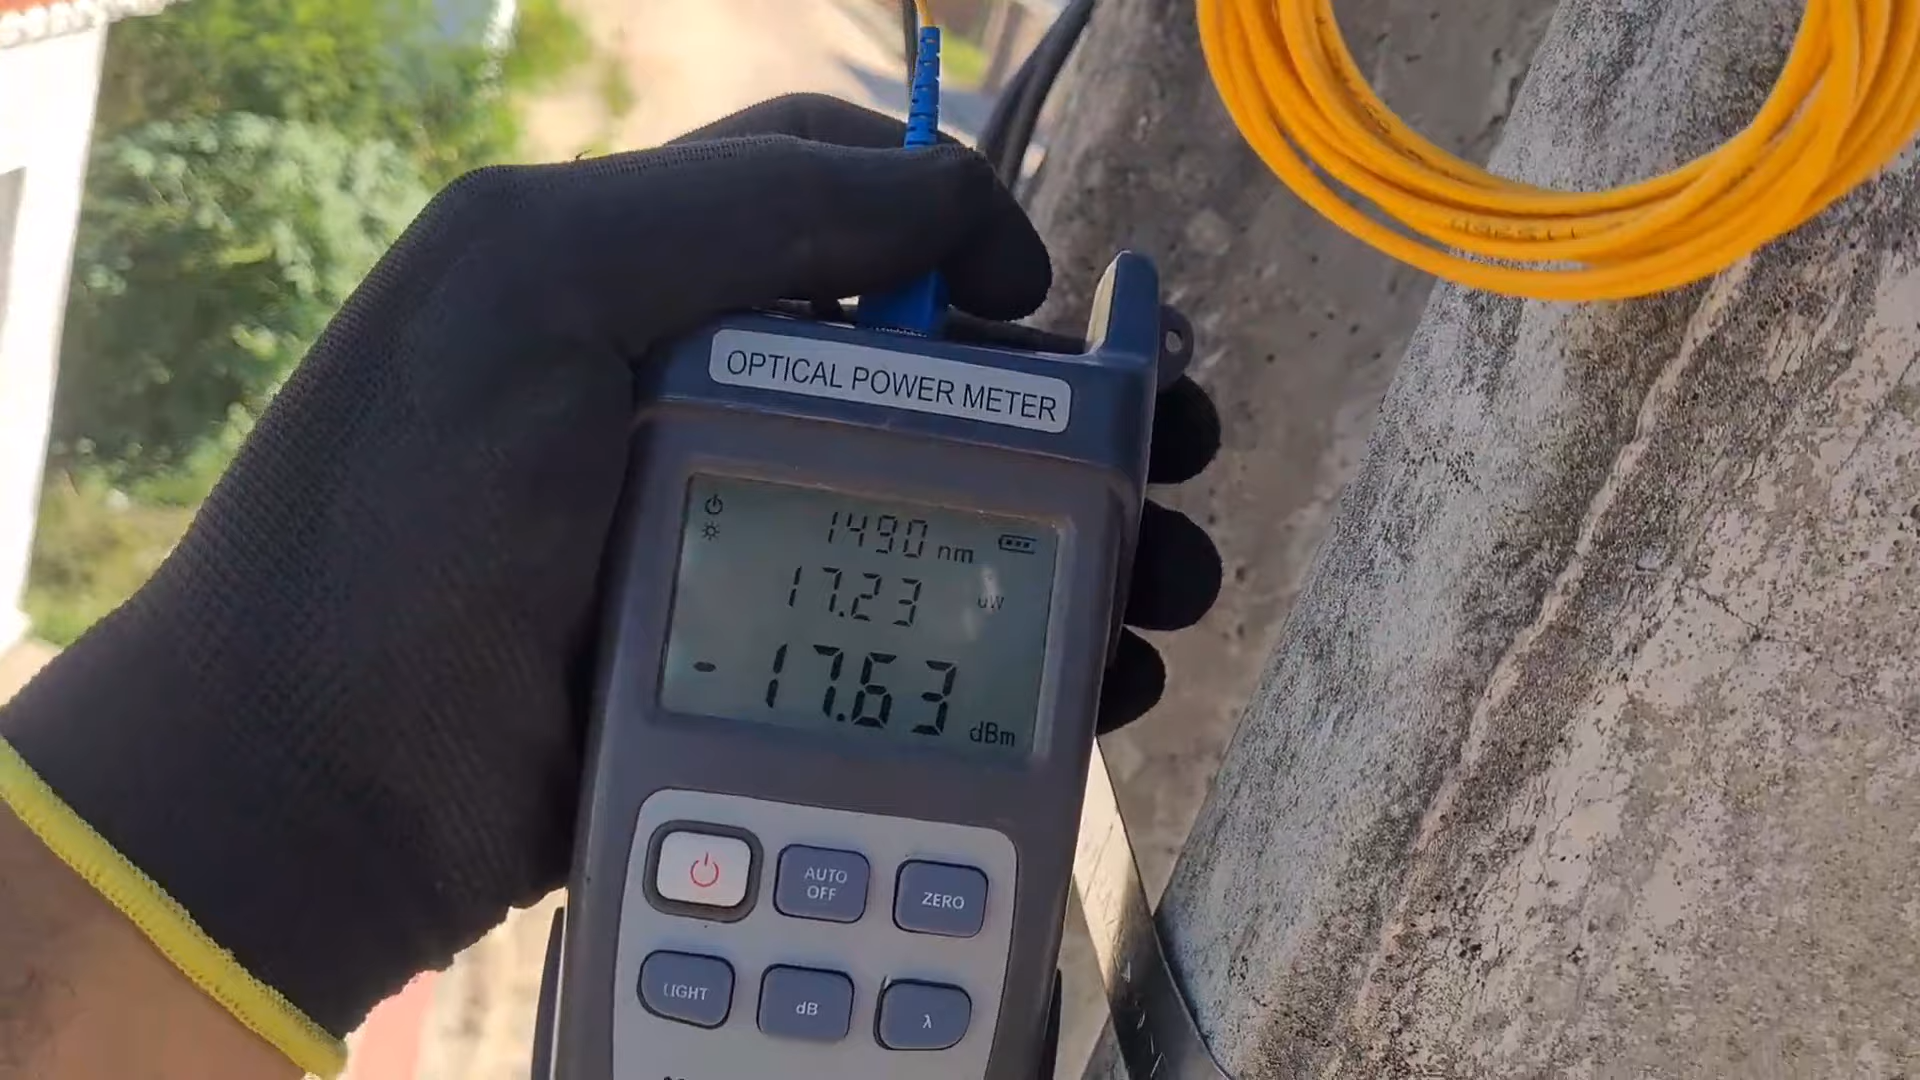 OPTICAL POWER METER
1490 nm
17.23 uW
-17.63 dBm
AUTO OFF
ZERO
LIGHT
dB
λ